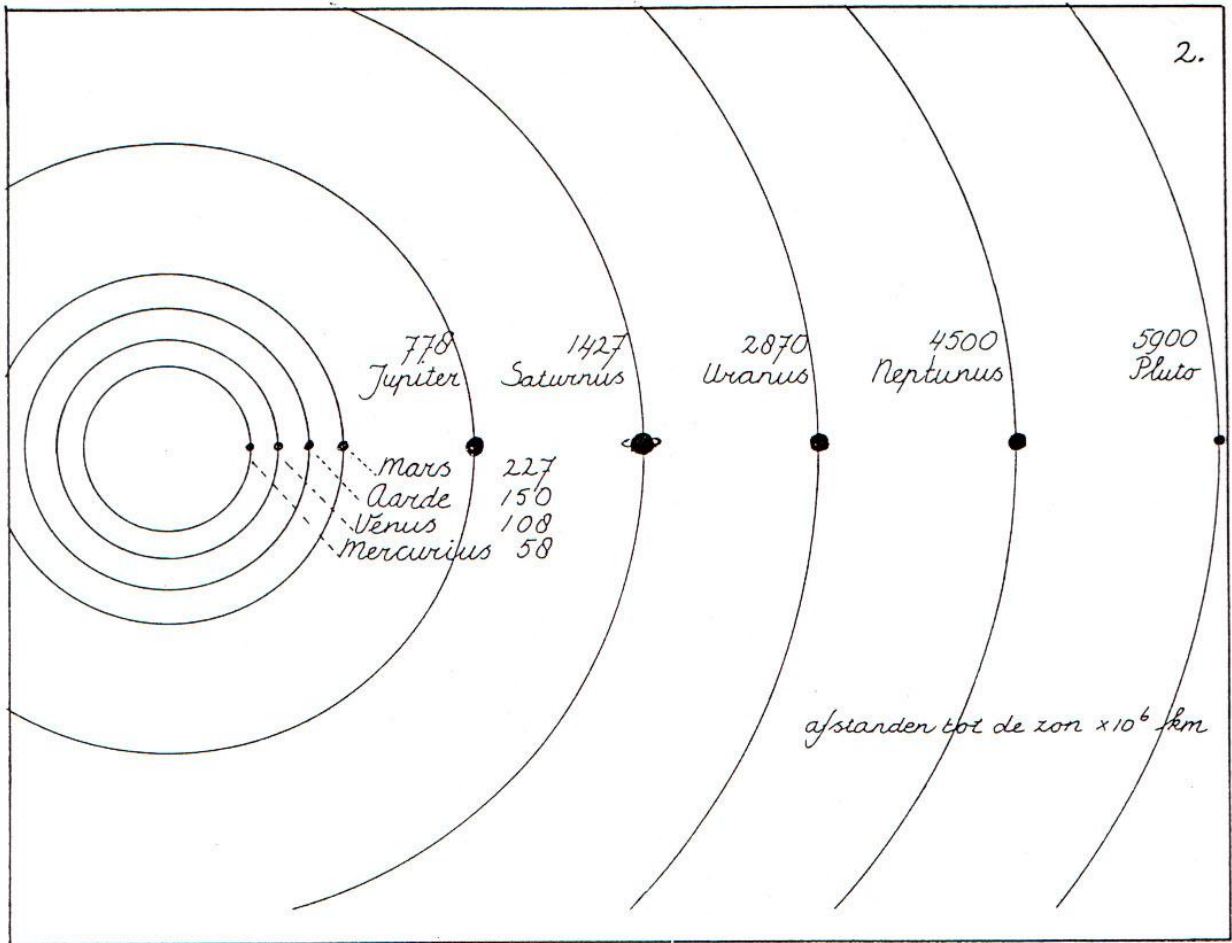 2.
778
Jupiter
1427
Saturnus
2870
Uranus
4500
Neptunus
5900
Pluto
Mars 227
Aarde 150
Venus 108
Mercurius 58
afstanden tot de zon ×10⁶ km